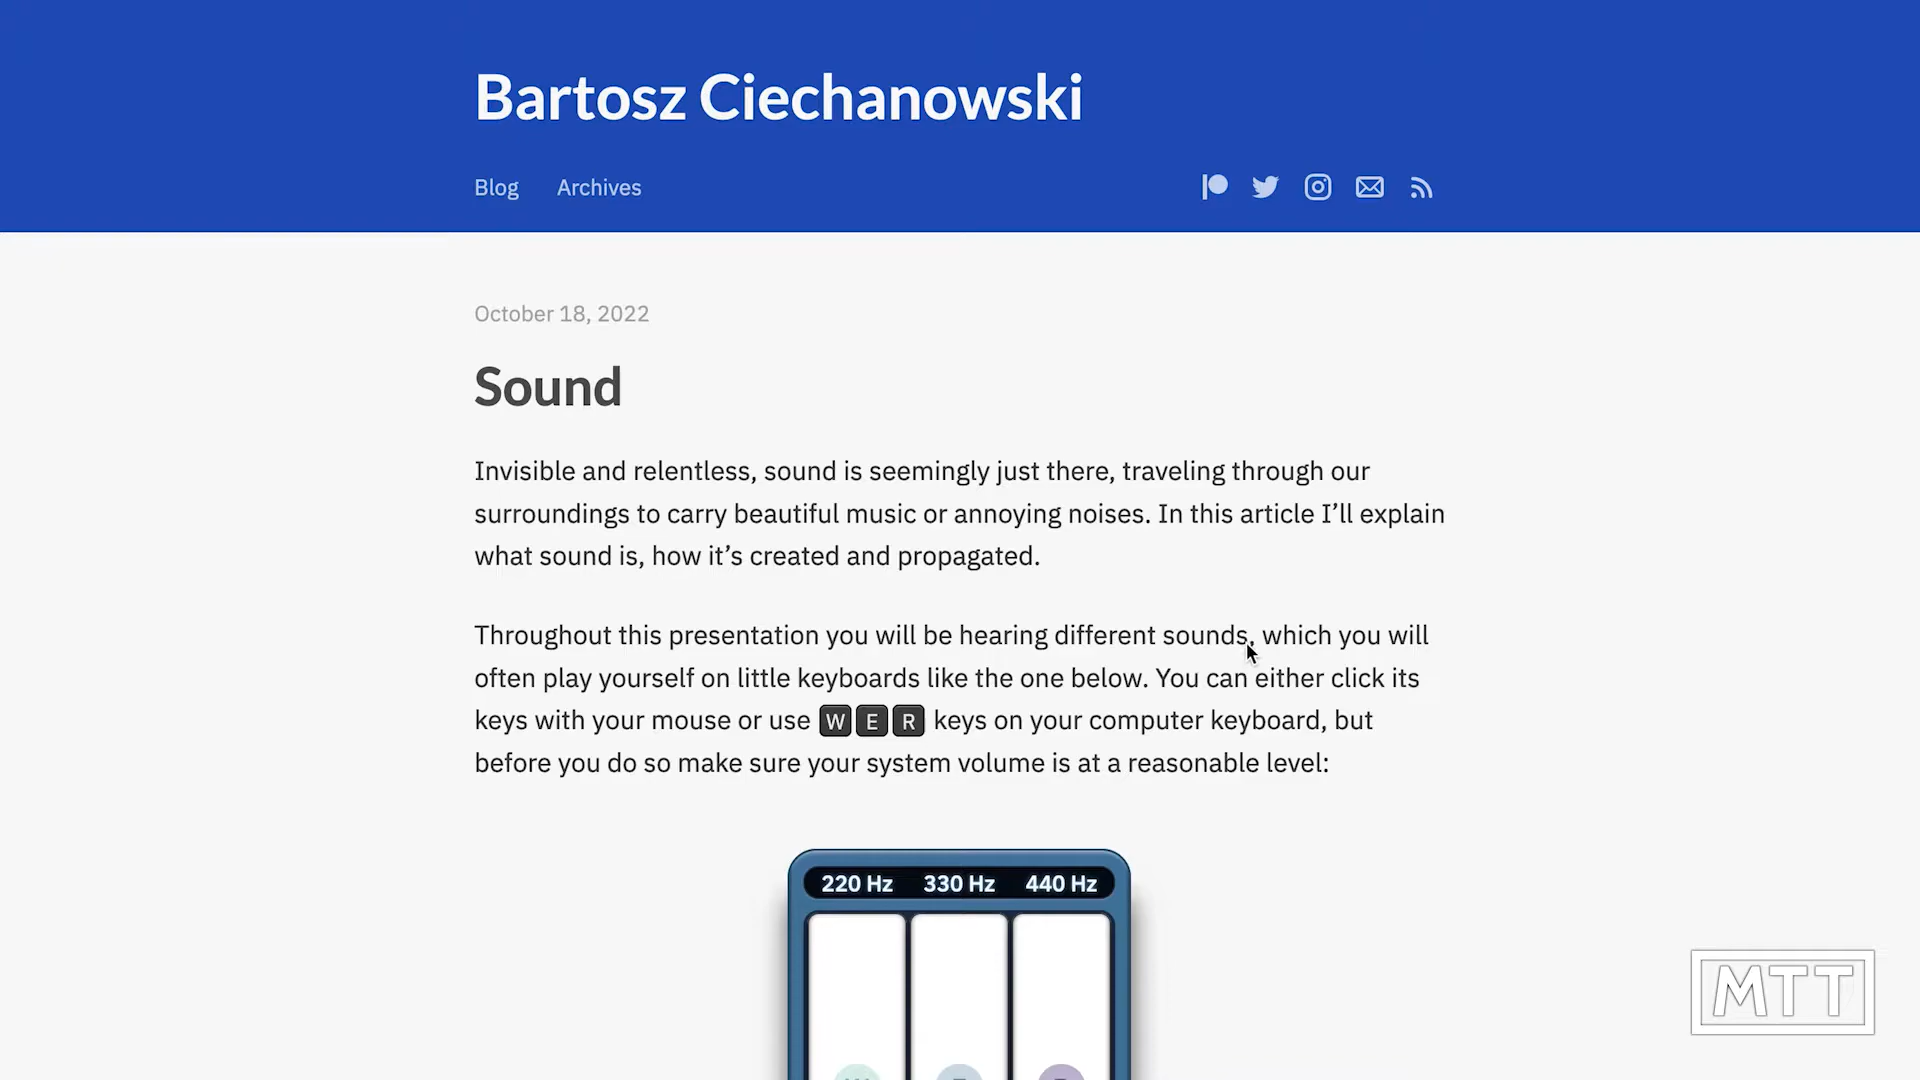 Bartosz Ciechanowski
Blog Archives
October 18, 2022
Sound
Invisible and relentless, sound is seemingly just there, traveling through our
surroundings to carry beautiful music or annoying noises. In this article I’ll explain
what sound is, how it’s created and propagated.
Throughout this presentation you will be hearing different sounds, which you will
often play yourself on little keyboards like the one below. You can either click its
keys with your mouse or use W E R keys on your computer keyboard, but
before you do so make sure your system volume is at a reasonable level:
220 Hz 330 Hz 440 Hz
MTT